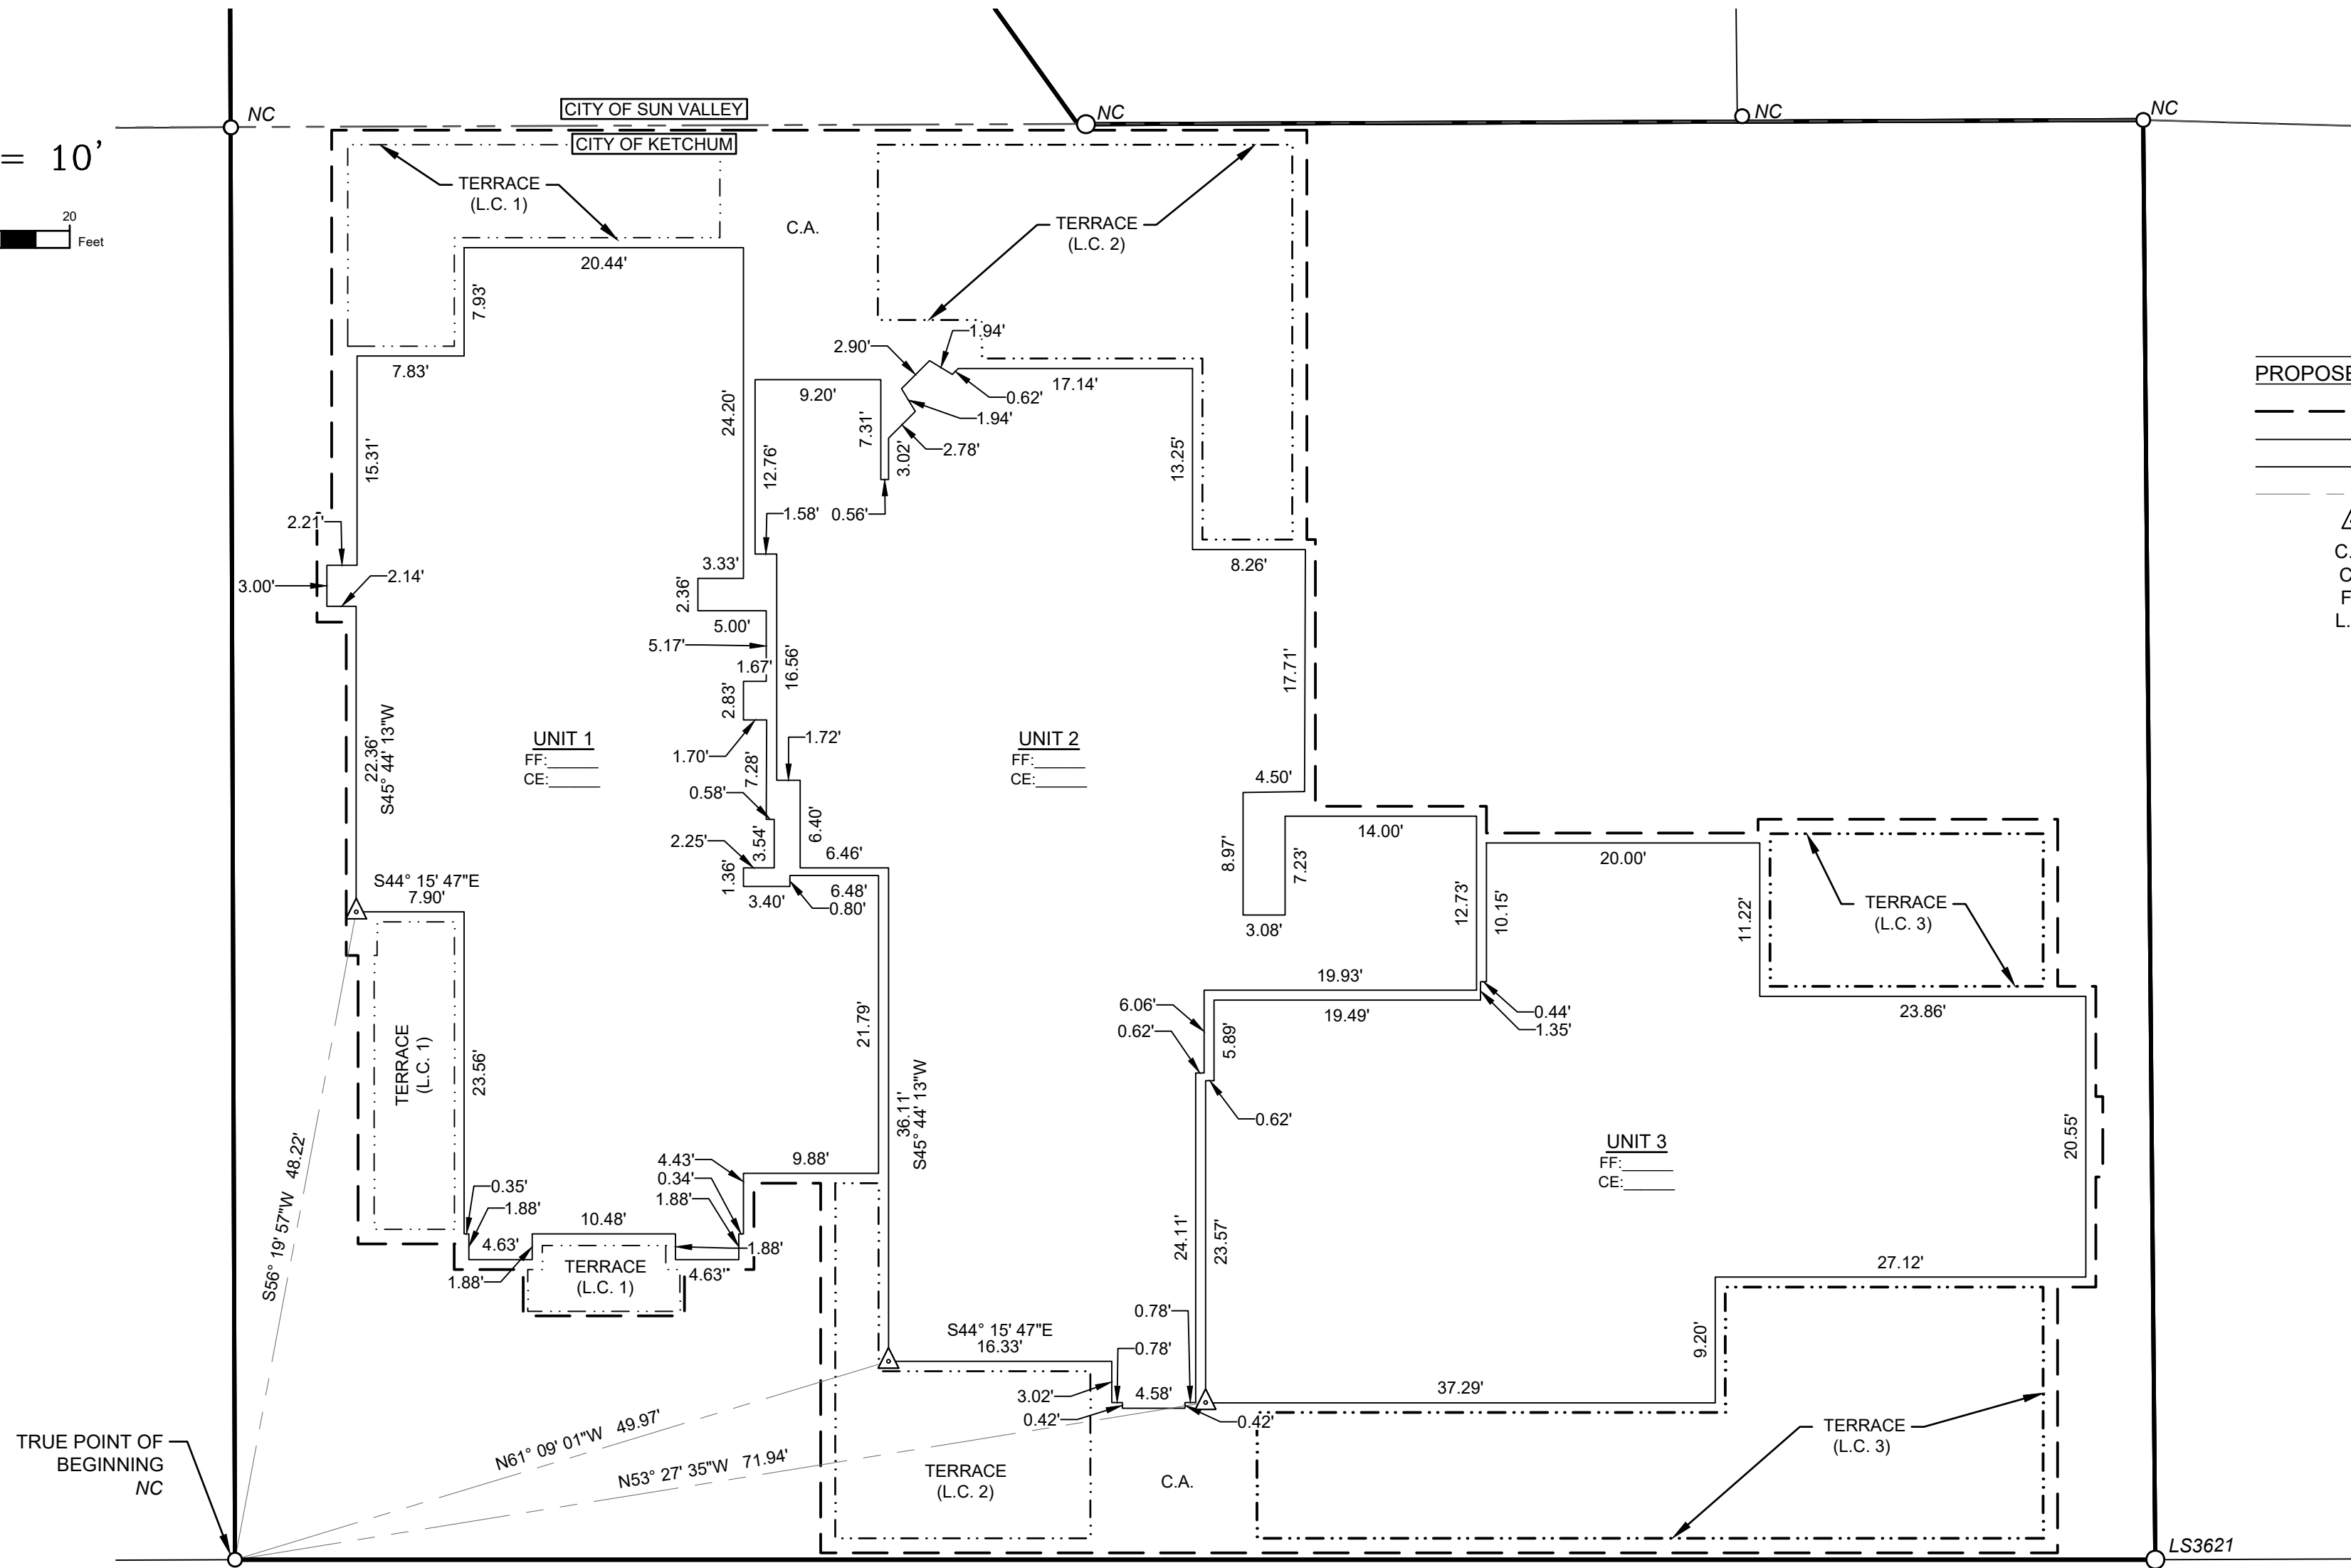 NC
CITY OF SUN VALLEY
CITY OF KETCHUM
NC
NC
NC
= 10'
20
Feet
TERRACE
(L.C. 1)
C.A.
TERRACE
(L.C. 2)
20.44'
7.93'
7.83'
24.20'
15.31'
2.90'
1.94'
17.14'
0.62'
1.94'
9.20'
7.31'
3.02'
2.78'
12.76'
13.25'
1.58'
0.56'
2.21'
2.14'
3.00'
3.33'
2.36'
5.00'
5.17'
1.67'
2.83'
16.56'
8.26'
17.71'
22.36'
S45° 44' 13"W
UNIT 1
FF:______
CE:______
1.70'
7.28'
1.72'
UNIT 2
FF:______
CE:______
0.58'
3.54'
6.40'
2.25'
1.36'
6.46'
6.48'
3.40'
0.80'
4.50'
8.97'
7.23'
14.00'
3.08'
12.73'
10.15'
20.00'
11.22'
TERRACE
(L.C. 3)
S44° 15' 47"E
7.90'
TERRACE
(L.C. 1)
23.56'
21.79'
36.11'
S45° 44' 13"W
19.93'
6.06'
19.49'
0.44'
1.35'
0.62'
5.89'
0.62'
23.86'
20.55'
UNIT 3
FF:______
CE:______
S56° 19' 57"W 48.22'
0.35'
1.88'
4.63'
1.88'
10.48'
4.43'
0.34'
1.88'
9.88'
1.88'
4.63'
TERRACE
(L.C. 1)
24.11'
23.57'
27.12'
9.20'
S44° 15' 47"E
16.33'
0.78'
0.78'
3.02'
4.58'
0.42'
0.42'
37.29'
N61° 09' 01"W 49.97'
N53° 27' 35"W 71.94'
TERRACE
(L.C. 2)
C.A.
TERRACE
(L.C. 3)
TRUE POINT OF
BEGINNING
NC
LS3621
C.
F
L.